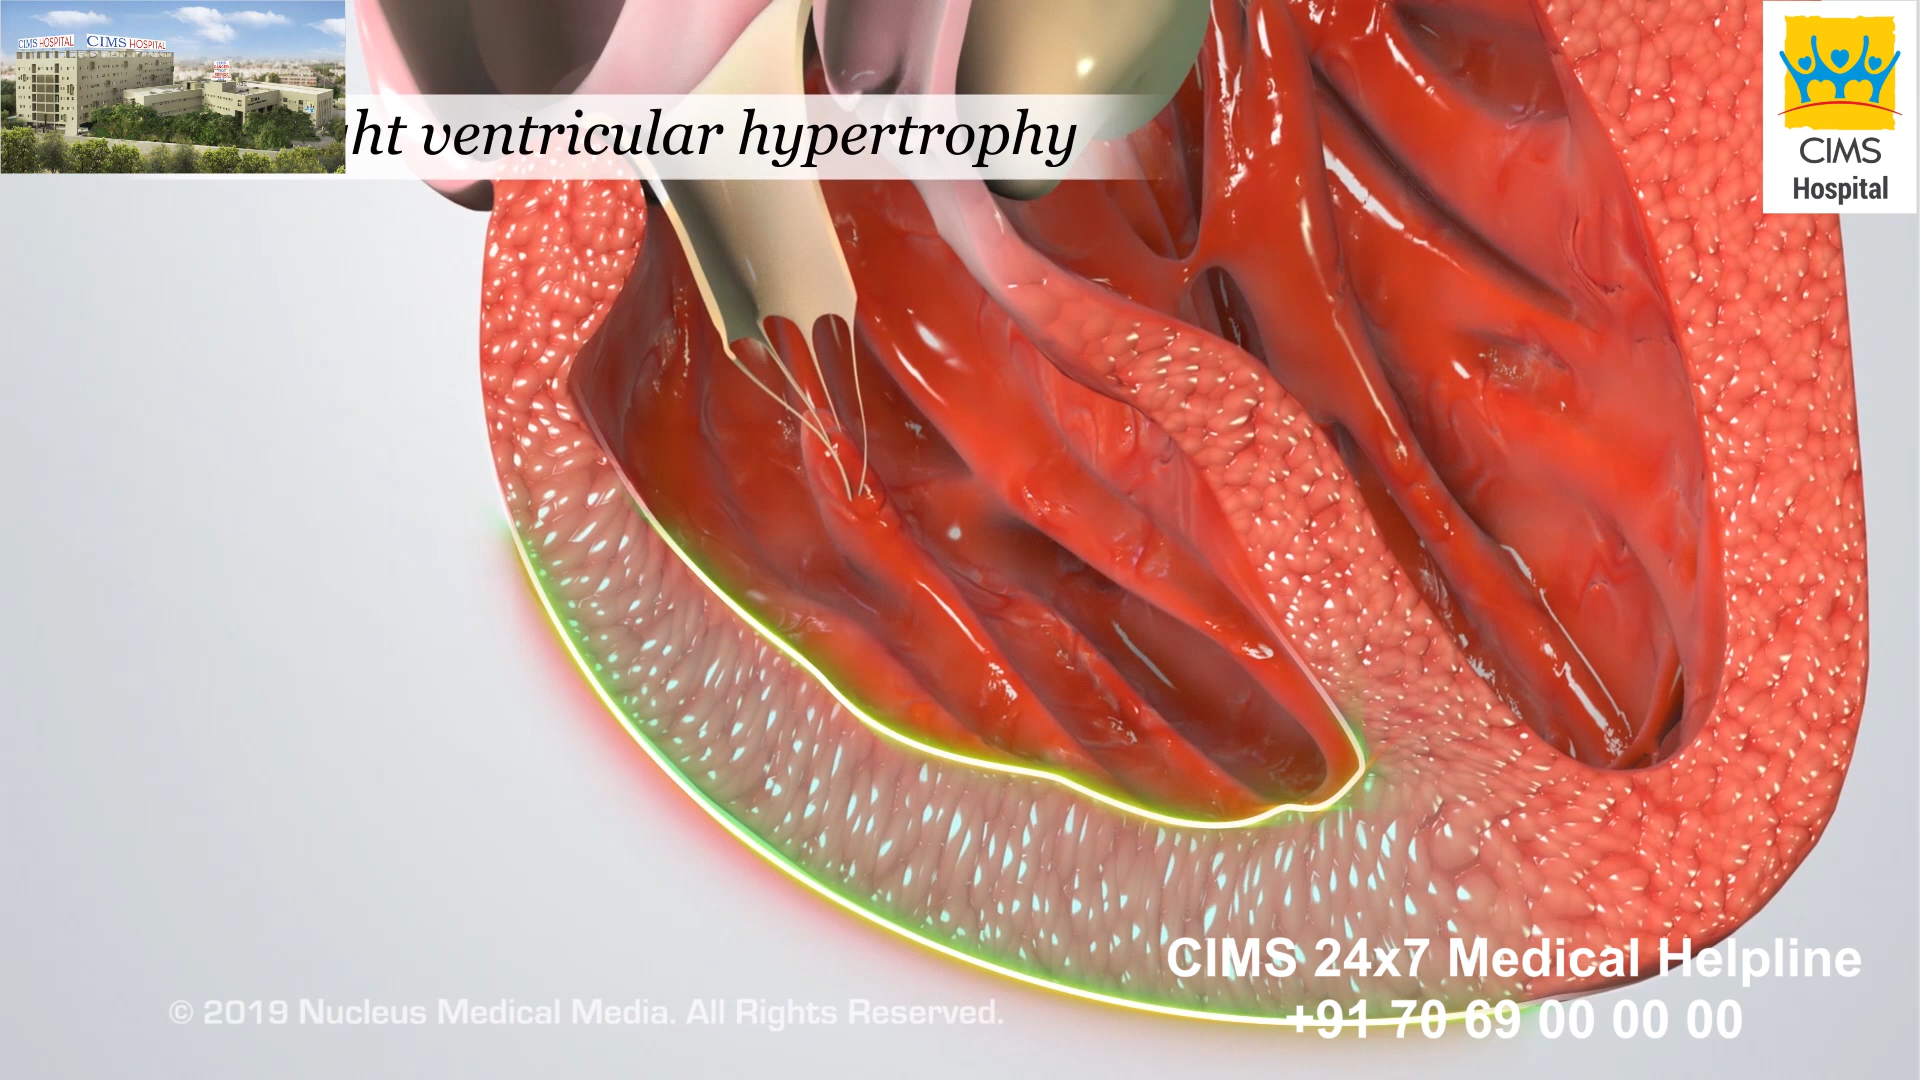 CIMS HOSPITAL CIMS HOSPITAL
ht ventricular hypertrophy
CIMS
Hospital
CIMS 24x7 Medical Helpline
+91 70 69 00 00 00
© 2019 Nucleus Medical Media. All Rights Reserved.